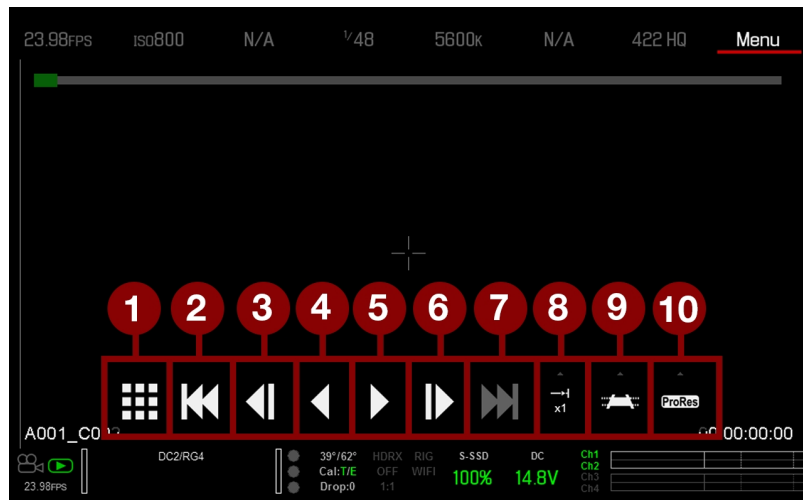 23.98FPS ISO800 N/A 1/48 5600K N/A 422 HQ Menu
1 2 3 4 5 6 7 8 9 10
x1 ProRes
A001_C00 00:00:00
DC2/RG4 39°/62° HDRX RIG S-SSD DC Ch1
Cal:T/E OFF WIFI 100% 14.8V Ch2
23.98FPS Drop:0 1:1 Ch3
Ch4